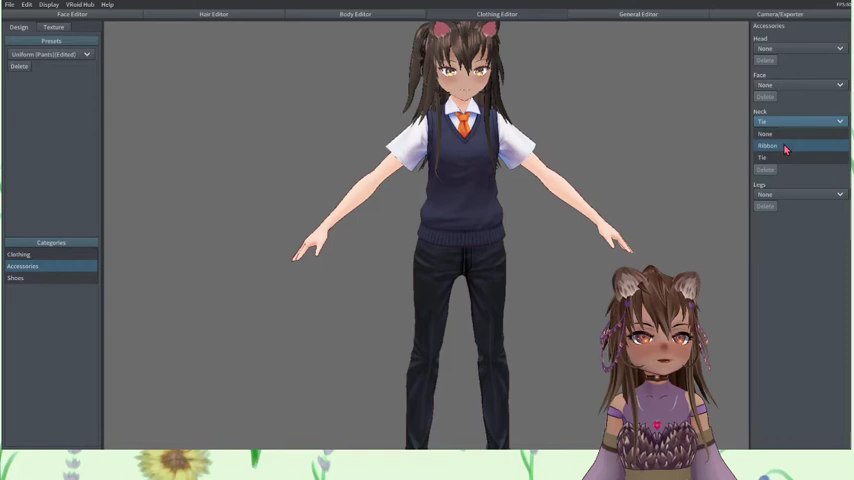 File Edit Display VRoid Hub Help FPS:60
Face Editor Hair Editor Body Editor Clothing Editor General Editor Camera/Exporter
Design Texture
Presets
Uniform (Pants)(Edited)
Delete
Categories
Clothing
Accessories
Shoes
Accessories
Head
None
Delete
Face
None
Delete
Neck
Tie
None
Ribbon
Tie
Delete
Legs
None
Delete